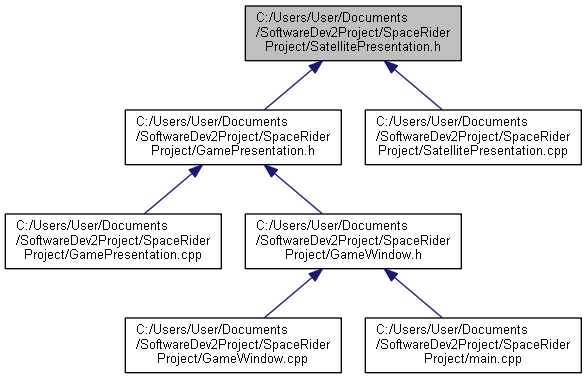 C:/Users/User/Documents
/SoftwareDev2Project/SpaceRider
Project/SatellitePresentation.h
C:/Users/User/Documents
/SoftwareDev2Project/SpaceRider
Project/GamePresentation.h
C:/Users/User/Documents
/SoftwareDev2Project/SpaceRider
Project/SatellitePresentation.cpp
C:/Users/User/Documents
/SoftwareDev2Project/SpaceRider
Project/GamePresentation.cpp
C:/Users/User/Documents
/SoftwareDev2Project/SpaceRider
Project/GameWindow.h
C:/Users/User/Documents
/SoftwareDev2Project/SpaceRider
Project/GameWindow.cpp
C:/Users/User/Documents
/SoftwareDev2Project/SpaceRider
Project/main.cpp